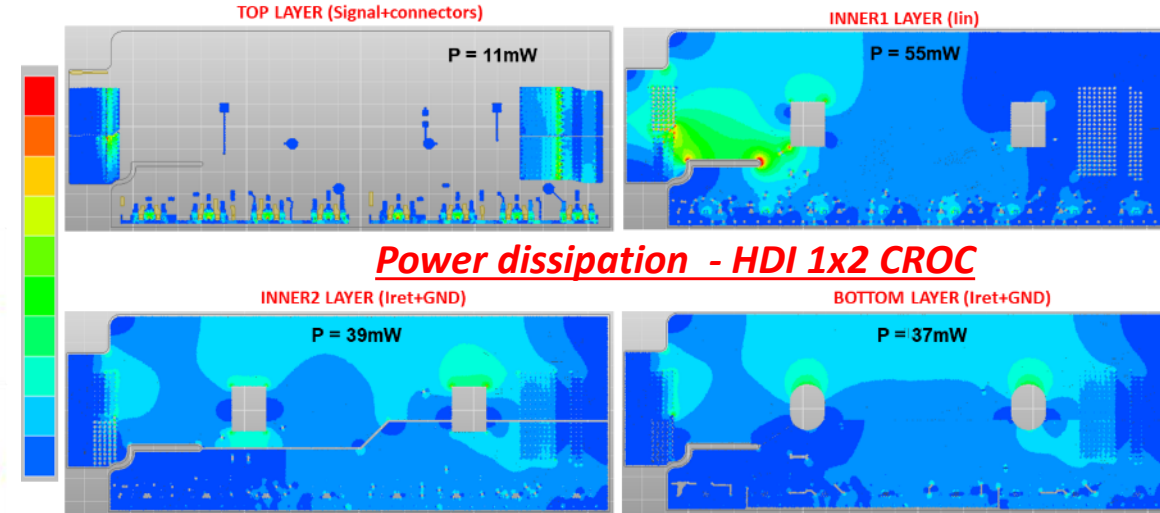 TOP LAYER (Signal+connectors)
P = 11mW
INNER1 LAYER (Iin)
P = 55mW
Power dissipation - HDI 1x2 CROC
INNER2 LAYER (Iret+GND)
P = 39mW
BOTTOM LAYER (Iret+GND)
P = 37mW